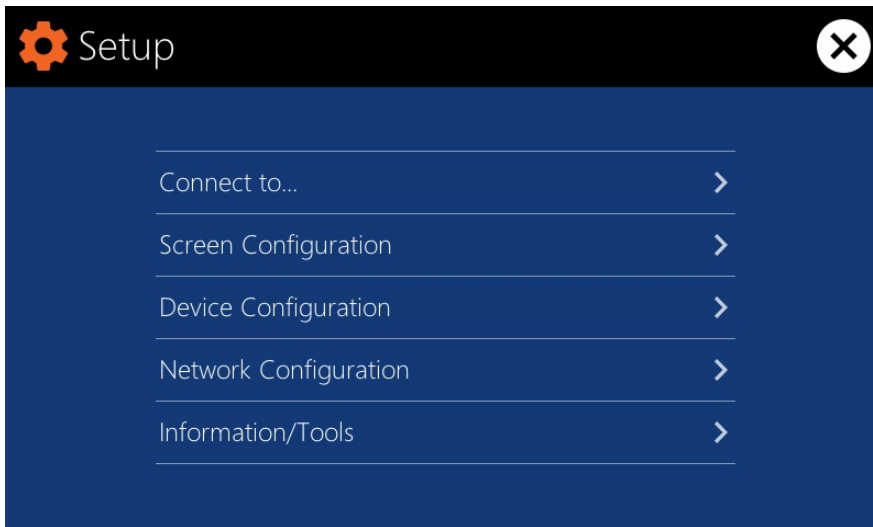 Setup
Connect to...
Screen Configuration
Device Configuration
Network Configuration
Information/Tools